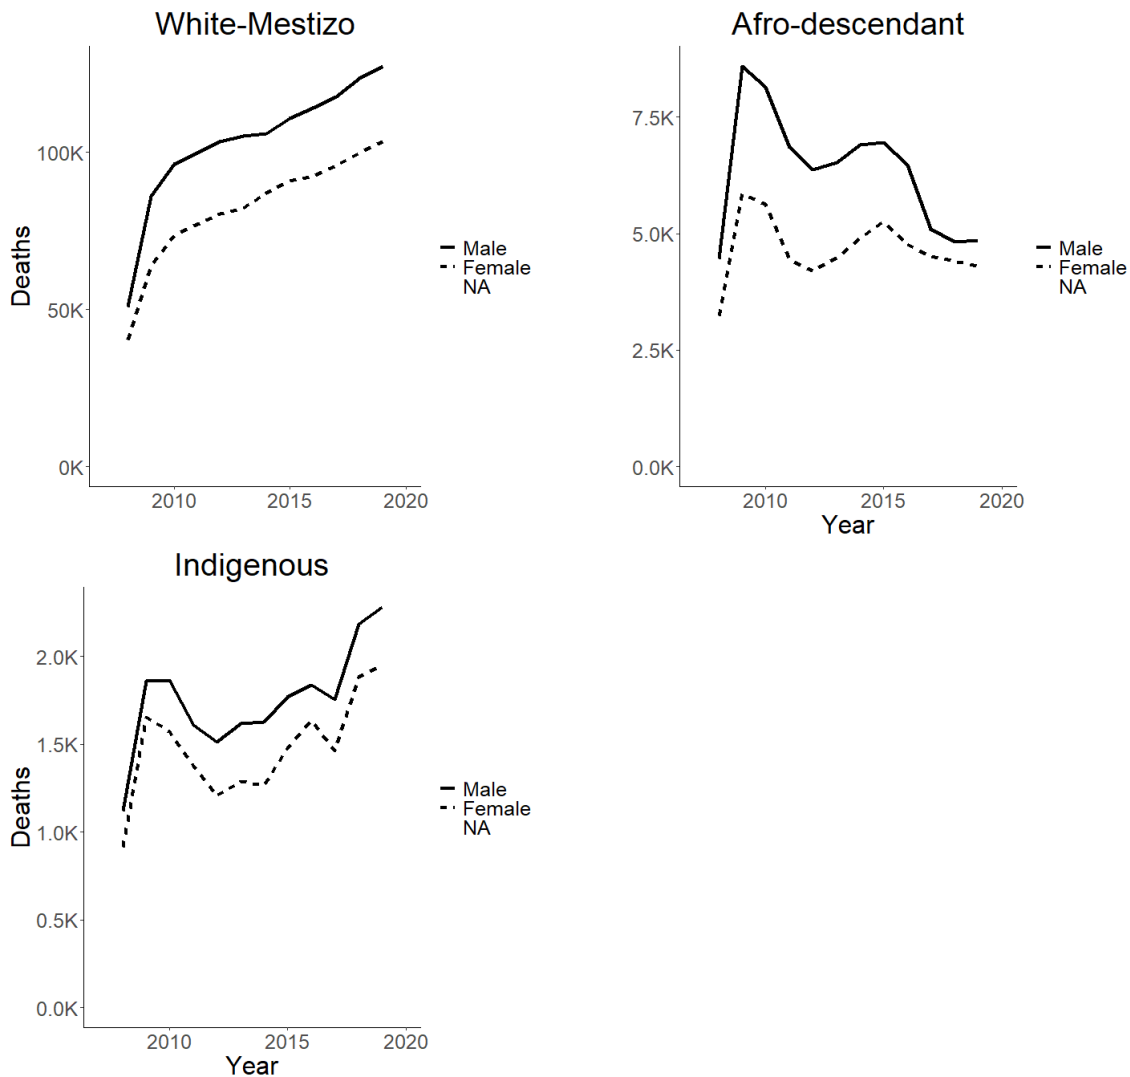 White-Mestizo
Deaths
100K
50K
0K
2010 2015 2020
Male
Female
NA
Afro-descendant
7.5K
5.0K
2.5K
0.0K
2010 2015 2020
Year
Male
Female
NA
Indigenous
Deaths
2.0K
1.5K
1.0K
0.5K
0.0K
2010 2015 2020
Year
Male
Female
NA